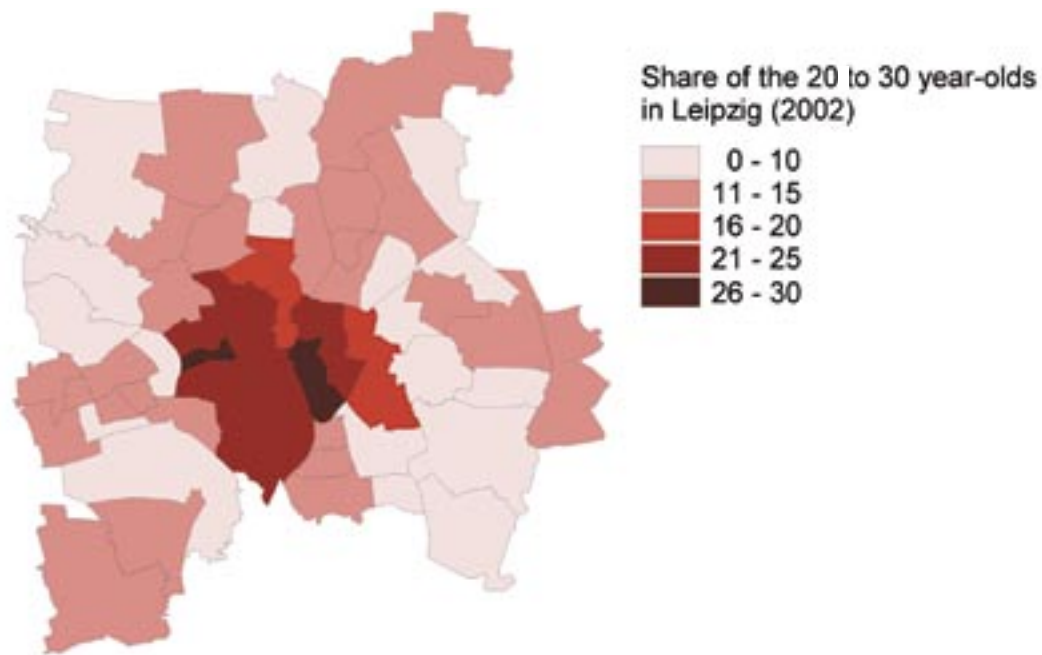 Share of the 20 to 30 year-olds
in Leipzig (2002)
0 - 10
11 - 15
16 - 20
21 - 25
26 - 30